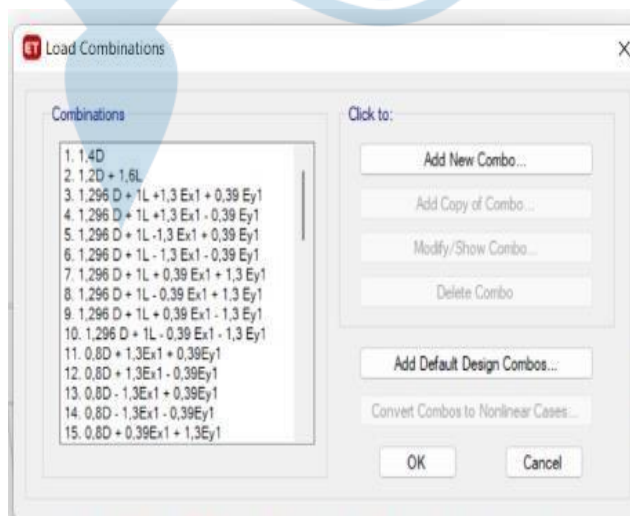 ET Load Combinations X
Combinations
1. 1,4D
2. 1,2D + 1,6L
3. 1,296 D + 1L +1,3 Ex1 + 0,39 Ey1
4. 1,296 D + 1L +1,3 Ex1 - 0,39 Ey1
5. 1,296 D + 1L -1,3 Ex1 + 0,39 Ey1
6. 1,296 D + 1L - 1,3 Ex1 - 0,39 Ey1
7. 1,296 D + 1L + 0,39 Ex1 + 1,3 Ey1
8. 1,296 D + 1L - 0,39 Ex1 + 1,3 Ey1
9. 1,296 D + 1L + 0,39 Ex1 - 1,3 Ey1
10. 1,296 D + 1L - 0,39 Ex1 - 1,3 Ey1
11. 0,8D + 1,3Ex1 + 0,39Ey1
12. 0,8D + 1,3Ex1 - 0,39Ey1
13. 0,8D - 1,3Ex1 + 0,39Ey1
14. 0,8D - 1,3Ex1 - 0,39Ey1
15. 0,8D + 0,39Ex1 + 1,3Ey1
Click to:
Add New Combo...
Add Copy of Combo...
Modify/Show Combo...
Delete Combo
Add Default Design Combos...
Convert Combos to Nonlinear Cases...
OK Cancel